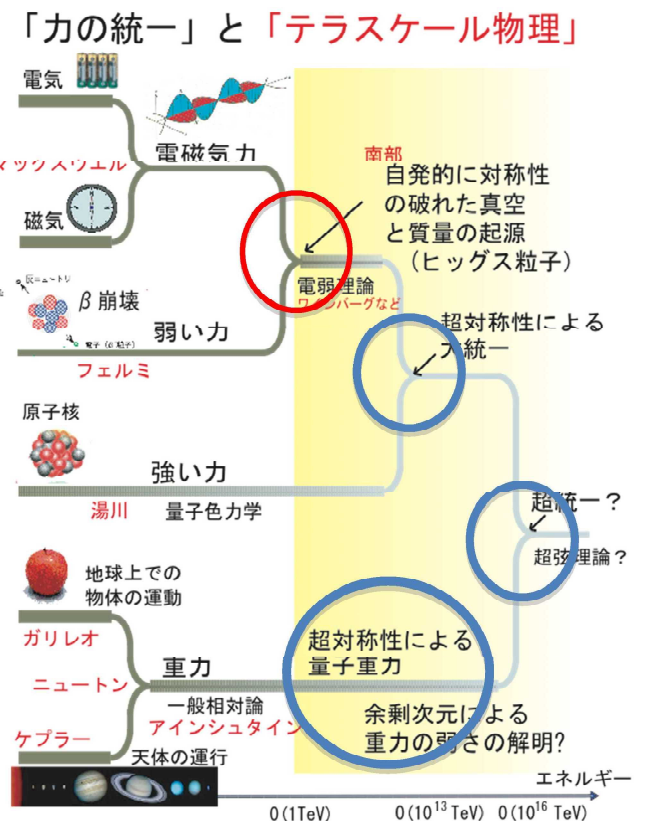 「力の統一」と「テラスケール物理」
電気
電磁気力
マックスウエル
磁気
南部
自発的に対称性
の破れた真空
と質量の起源
(ヒッグス粒子)
電弱理論
ワインバーグなど
反ニュートリ
β崩壊
弱い力
フェルミ
超対称性による
大統一
原子核
強い力
湯川
量子色力学
超統一?
超弦理論?
地球上での
物体の運動
ガリレオ
ニュートン
重力
一般相対論
アインシュタイン
超対称性による
量子重力
余剰次元による
重力の弱さの解明?
ケプラー
天体の運行
エネルギー
O(1TeV) O(10¹³ TeV) O(10¹⁶ TeV)